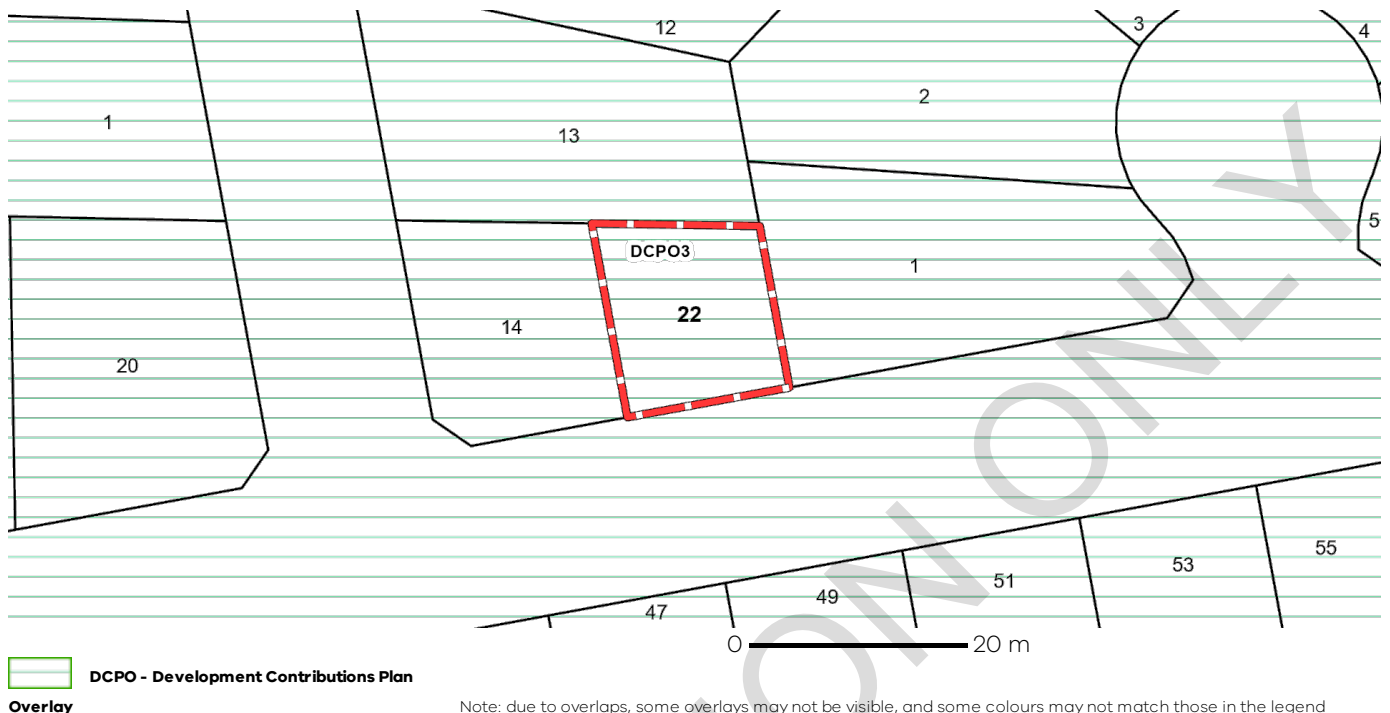 12
3
4
2
1
13
5
DCPO3
1
22
14
20
55
53
51
49
47
0 20 m
DCPO - Development Contributions Plan
Overlay
Note: due to overlaps, some overlays may not be visible, and some colours may not match those in the legend
ON ONLY